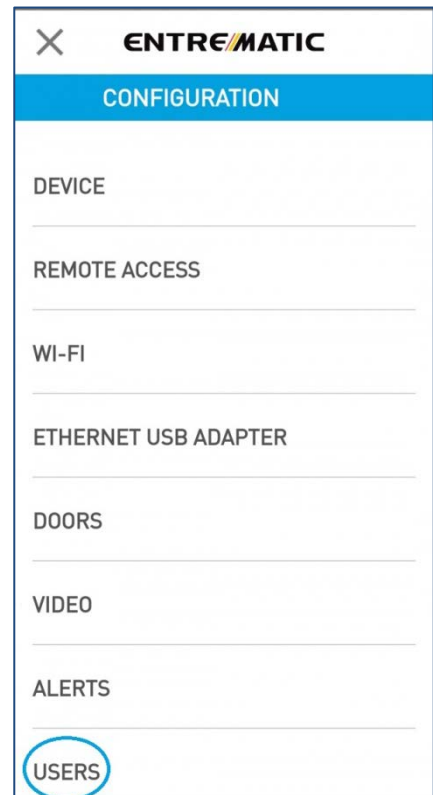 ENTREMATIC
CONFIGURATION
DEVICE
REMOTE ACCESS
WI-FI
ETHERNET USB ADAPTER
DOORS
VIDEO
ALERTS
USERS